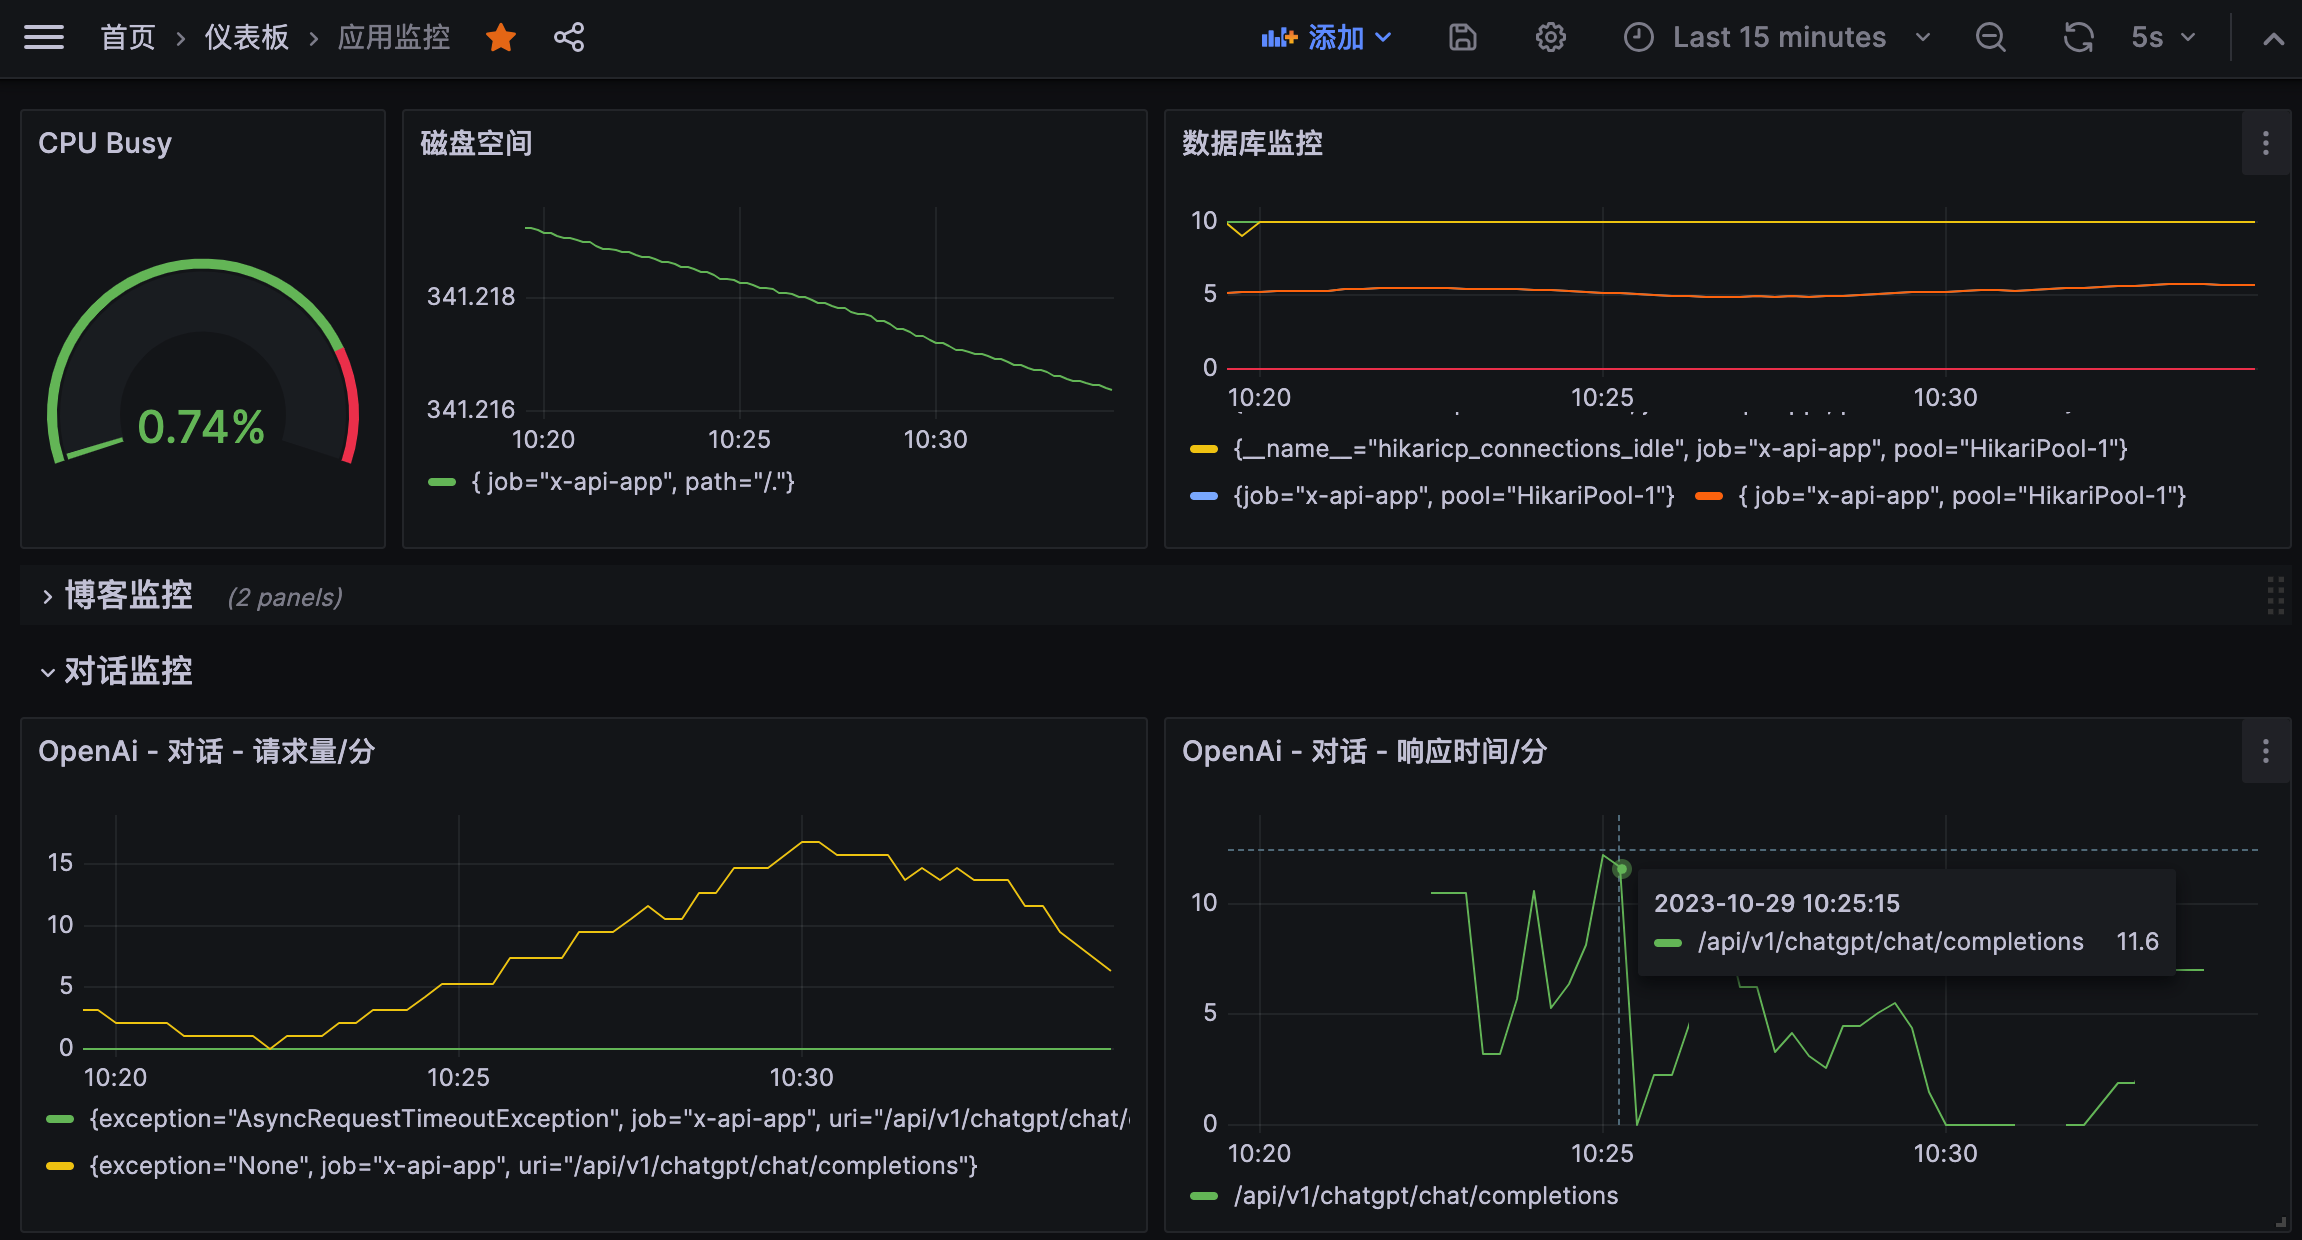 首页 › 仪表板 › 应用监控 添加 Last 15 minutes 5s
CPU Busy
0.74%
磁盘空间
341.218
341.216
10:20 10:25 10:30
{ job="x-api-app", path="/."}
数据库监控
10
5
0
10:20 10:25 10:30
{__name__="hikaricp_connections_idle", job="x-api-app", pool="HikariPool-1"}
{job="x-api-app", pool="HikariPool-1"} { job="x-api-app", pool="HikariPool-1"}
博客监控 (2 panels)
对话监控
OpenAi - 对话 - 请求量/分
15
10
5
0
10:20 10:25 10:30
{exception="AsyncRequestTimeoutException", job="x-api-app", uri="/api/v1/chatgpt/chat/
{exception="None", job="x-api-app", uri="/api/v1/chatgpt/chat/completions"}
OpenAi - 对话 - 响应时间/分
10
5
0
2023-10-29 10:25:15
/api/v1/chatgpt/chat/completions 11.6
10:20 10:25 10:30
/api/v1/chatgpt/chat/completions